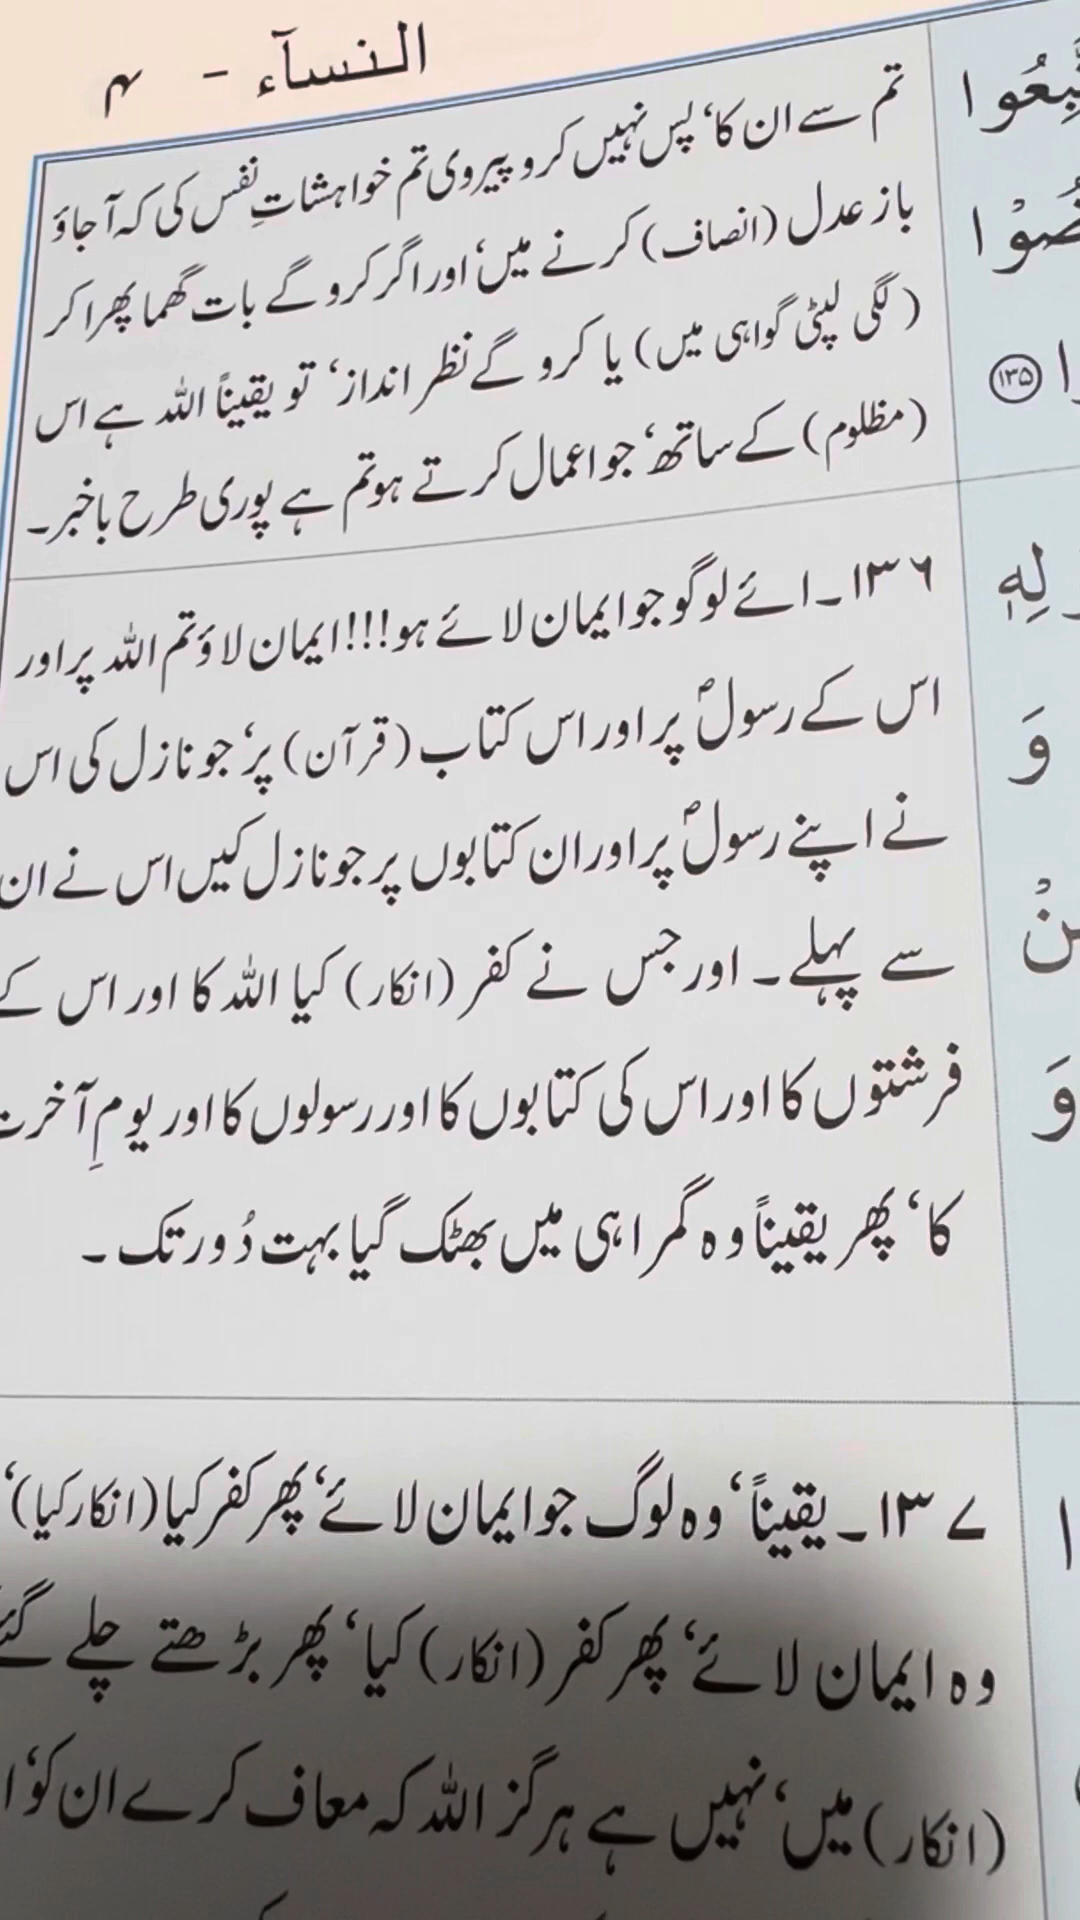 النسآء - ۴
تم سے ان کا‘ پس نہیں کرو پیروی تم خواہشاتِ نفس کی کہ آ جاؤ
باز عدل (انصاف) کرنے میں‘ اور اگر کرو گے بات گھما پھرا کر
(لگی لپٹی گواہی میں) یا کرو گے نظر انداز‘ تو یقیناً اللہ ہے اس
(مظلوم) کے ساتھ‘ جو اعمال کرتے ہو تم ہے پوری طرح باخبر۔
۱۳۵
۱۳۶۔ ائے لوگو جو ایمان لائے ہو!!! ایمان لاؤ تم اللہ پر اور
اس کے رسولؐ پر اور اس کتاب (قرآن) پر‘ جو نازل کی اس
نے اپنے رسولؐ پر اور ان کتابوں پر جو نازل کیں اس نے ان
سے پہلے۔ اور جس نے کفر (انکار) کیا اللہ کا اور اس کے
فرشتوں کا اور اس کی کتابوں کا اور رسولوں کا اور یومِ آخرت
کا‘ پھر یقیناً وہ گمراہی میں بھٹک گیا بہت دُور تک۔
۱۳۷۔ یقیناً‘ وہ لوگ جو ایمان لائے‘ پھر کفر کیا (انکار کیا)‘
وہ ایمان لائے‘ پھر کفر (انکار) کیا‘ پھر بڑھتے چلے گئے
(انکار) میں‘ نہیں ہے ہرگز اللہ کہ معاف کرے ان کو‘